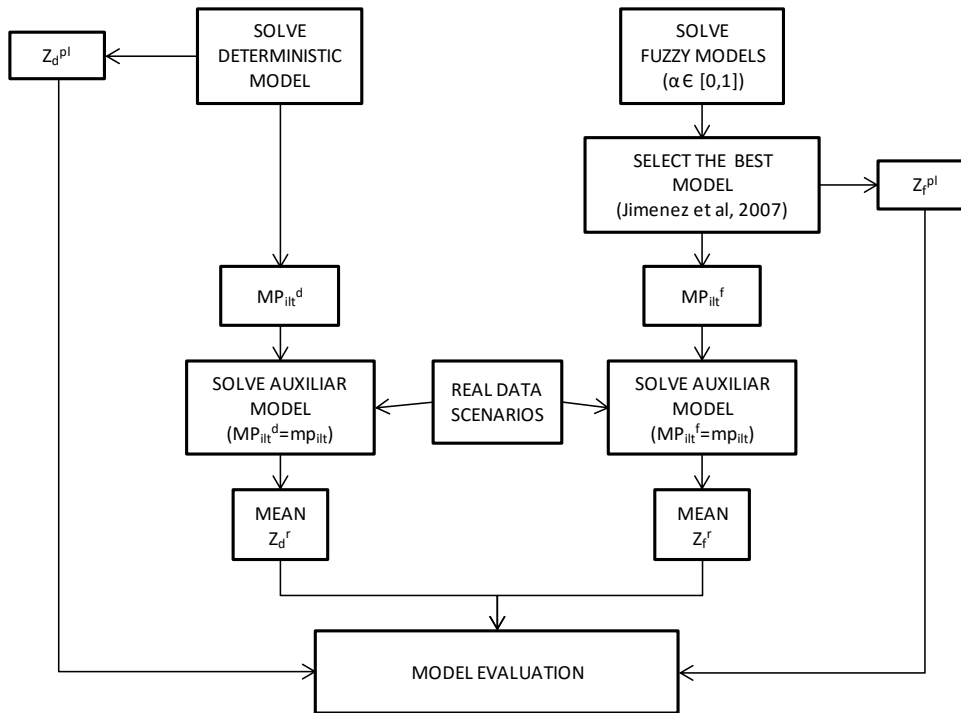 SOLVE
DETERMINISTIC
MODEL
Z_d^pl
SOLVE
FUZZY MODELS
(α Є [0,1])
SELECT THE BEST
MODEL
(Jimenez et al, 2007)
Z_f^pl
MP_ilt^d
MP_ilt^f
SOLVE AUXILIAR
MODEL
(MP_ilt^d=mp_ilt)
REAL DATA
SCENARIOS
SOLVE AUXILIAR
MODEL
(MP_ilt^f=mp_ilt)
MEAN
Z_d^r
MEAN
Z_f^r
MODEL EVALUATION